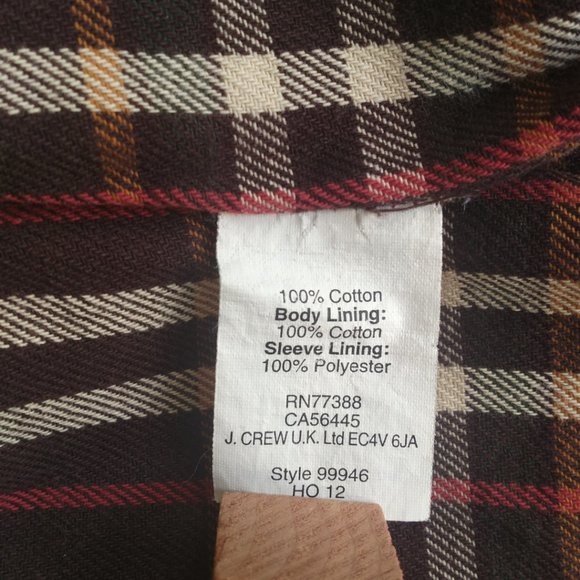 100% Cotton
Body Lining:
100% Cotton
Sleeve Lining:
100% Polyester
RN77388
CA56445
J. CREW U.K. Ltd EC4V 6JA
Style 99946
HO 12